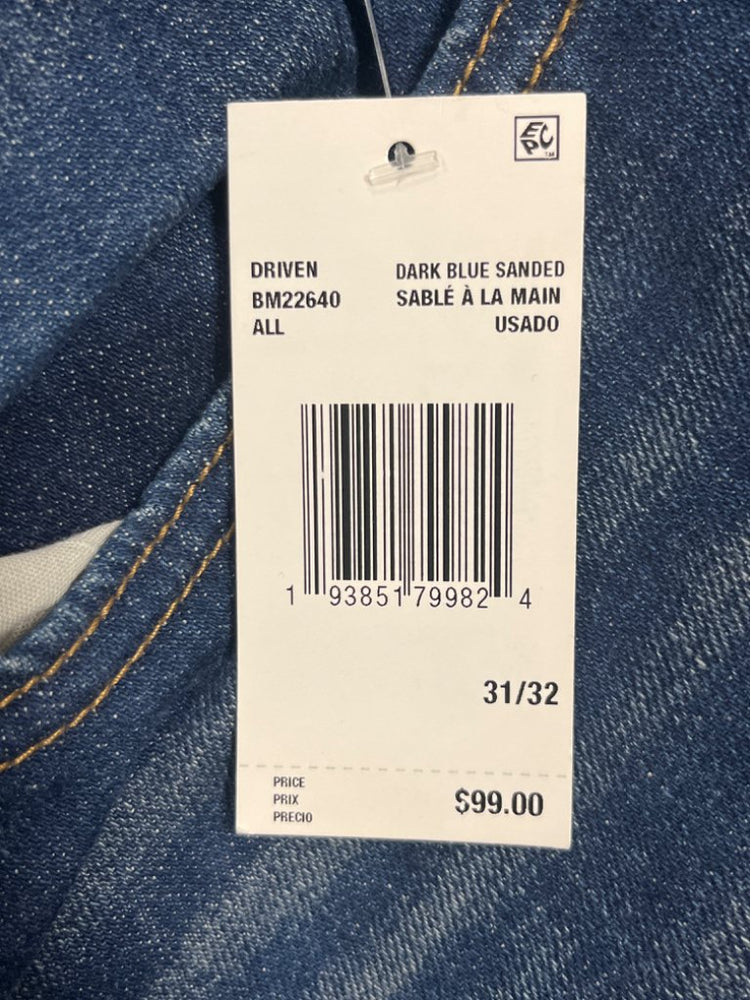 EPC™
DRIVEN DARK BLUE SANDED
BM22640 SABLÉ À LA MAIN
ALL USADO
1 93851 79982 4
31/32
PRICE
PRIX
PRECIO
$99.00